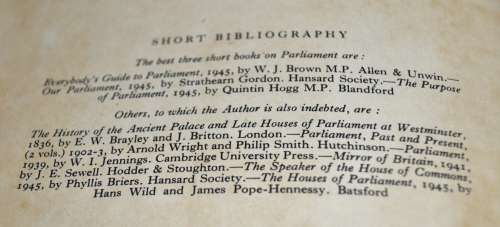 SHORT BIBLIOGRAPHY
The best three short books on Parliament are :
Everybody's Guide to Parliament, 1945, by W. J. Brown M.P. Allen & Unwin.—
Our Parliament, 1945, by Strathearn Gordon. Hansard Society.—The Purpose
of Parliament, 1945, by Quintin Hogg M.P. Blandford
Others, to which the Author is also indebted, are :
The History of the Ancient Palace and Late Houses of Parliament at Westminster,
1836, by E. W. Brayley and J. Britton. London.—Parliament, Past and Present,
(2 vols.) 1902-3, by Arnold Wright and Philip Smith. Hutchinson.—Parliament,
1939, by W. I. Jennings. Cambridge University Press.—Mirror of Britain, 1941,
by J. E. Sewell. Hodder & Stoughton.—The Speaker of the House of Commons,
1945, by Phyllis Briers. Hansard Society.—The Houses of Parliament, 1945, by
Hans Wild and James Pope-Hennessy. Batsford